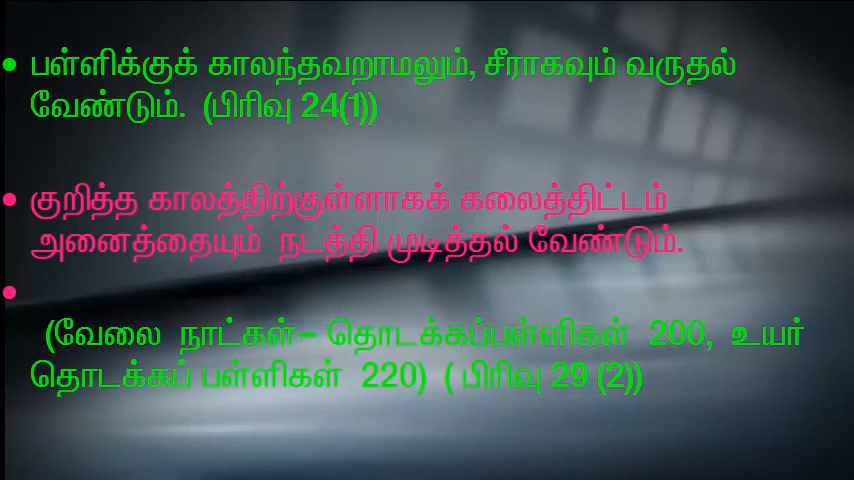 • பள்ளிக்குக் காலந்தவறாமலும், சீராகவும் வருதல்
வேண்டும். (பிரிவு 24(1))
• குறித்த காலத்திற்குள்ளாகக் கலைத்திட்டம்
அனைத்தையும் நடத்தி முடித்தல் வேண்டும்.
•
(வேலை நாட்கள்– தொடக்கப்பள்ளிகள் 200, உயர்
தொடக்கப் பள்ளிகள் 220) ( பிரிவு 29 (2))